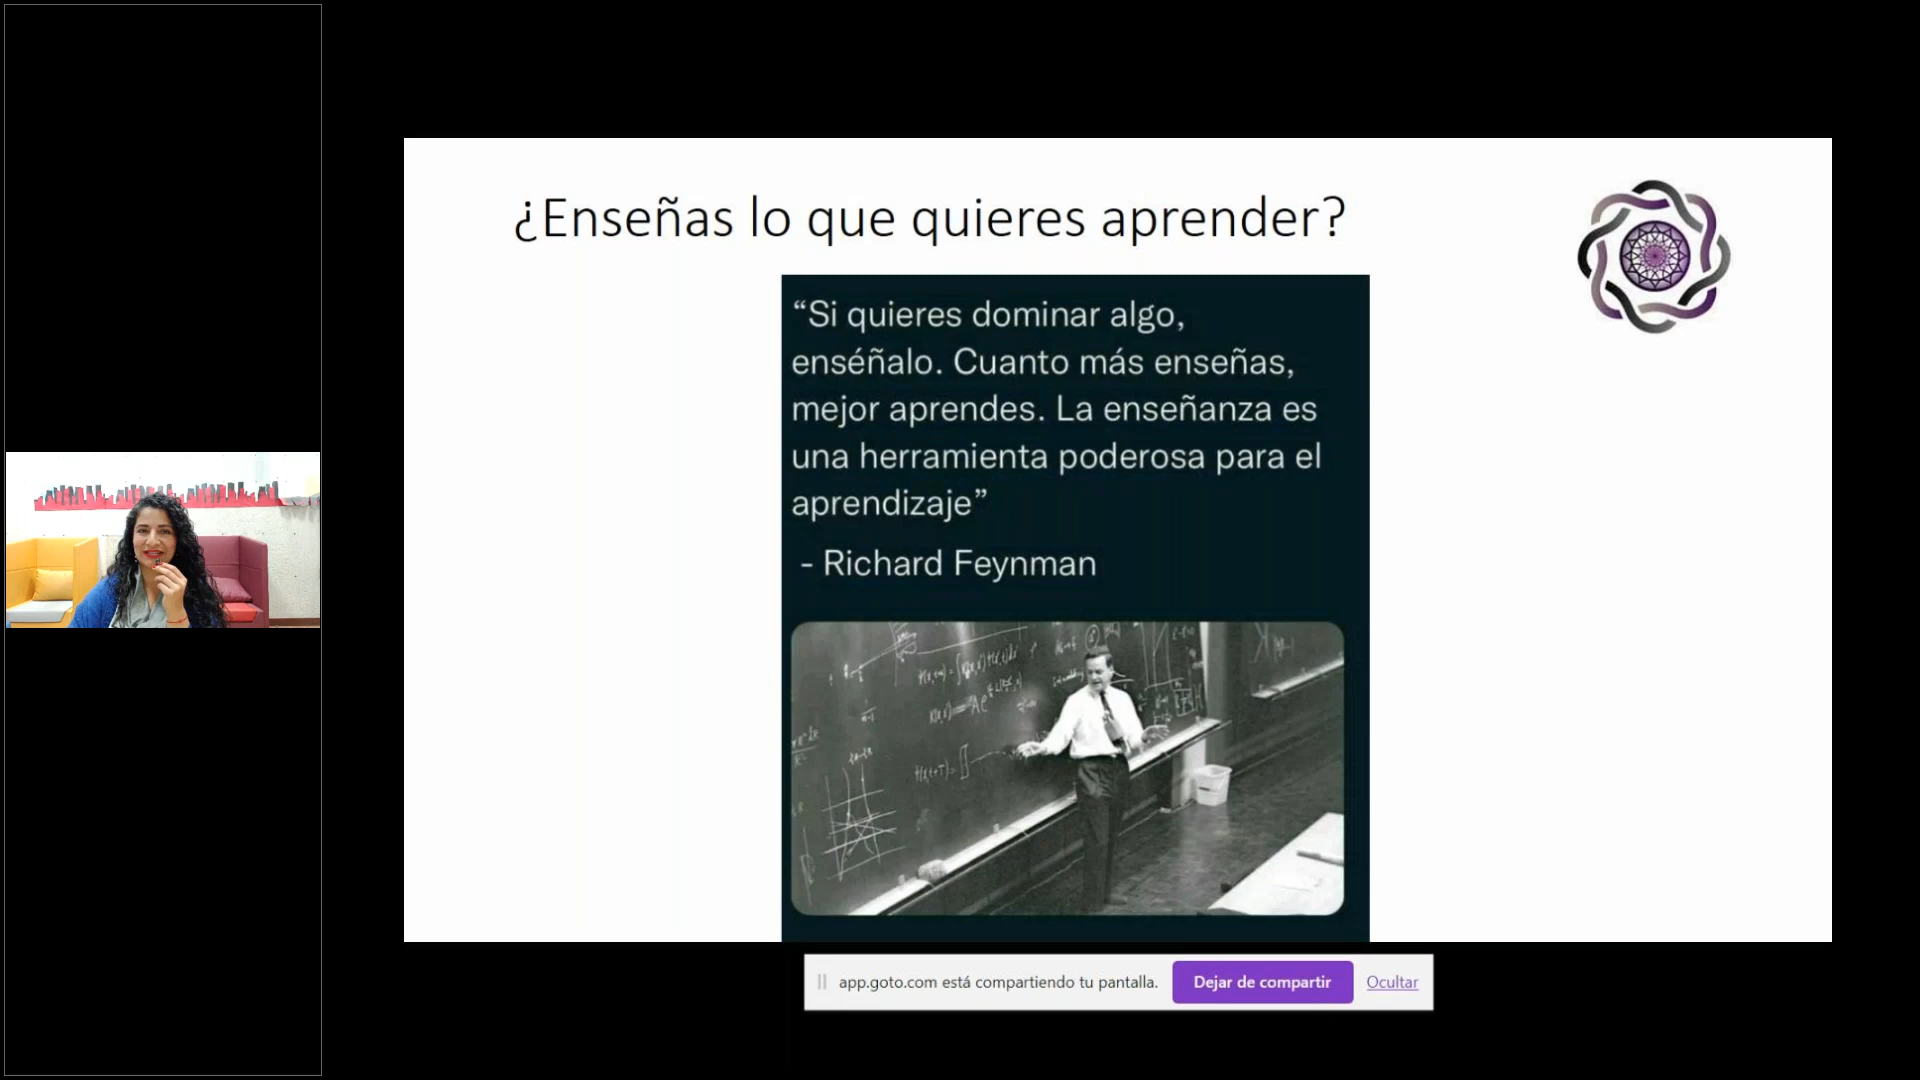 ¿Enseñas lo que quieres aprender?
“Si quieres dominar algo,
enséñalo. Cuanto más enseñas,
mejor aprendes. La enseñanza es
una herramienta poderosa para el
aprendizaje”
- Richard Feynman
app.goto.com está compartiendo tu pantalla. Dejar de compartir Ocultar